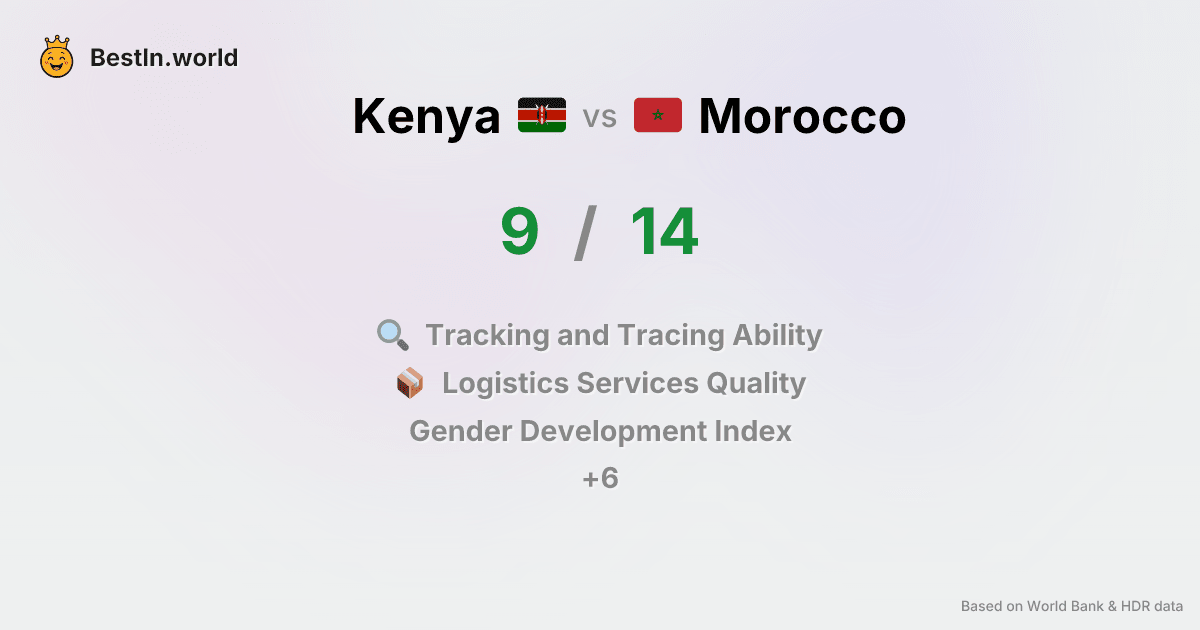 BestIn.world
Kenya vs Morocco
9 / 14
Tracking and Tracing Ability
Logistics Services Quality
Gender Development Index
+6
Based on World Bank & HDR data